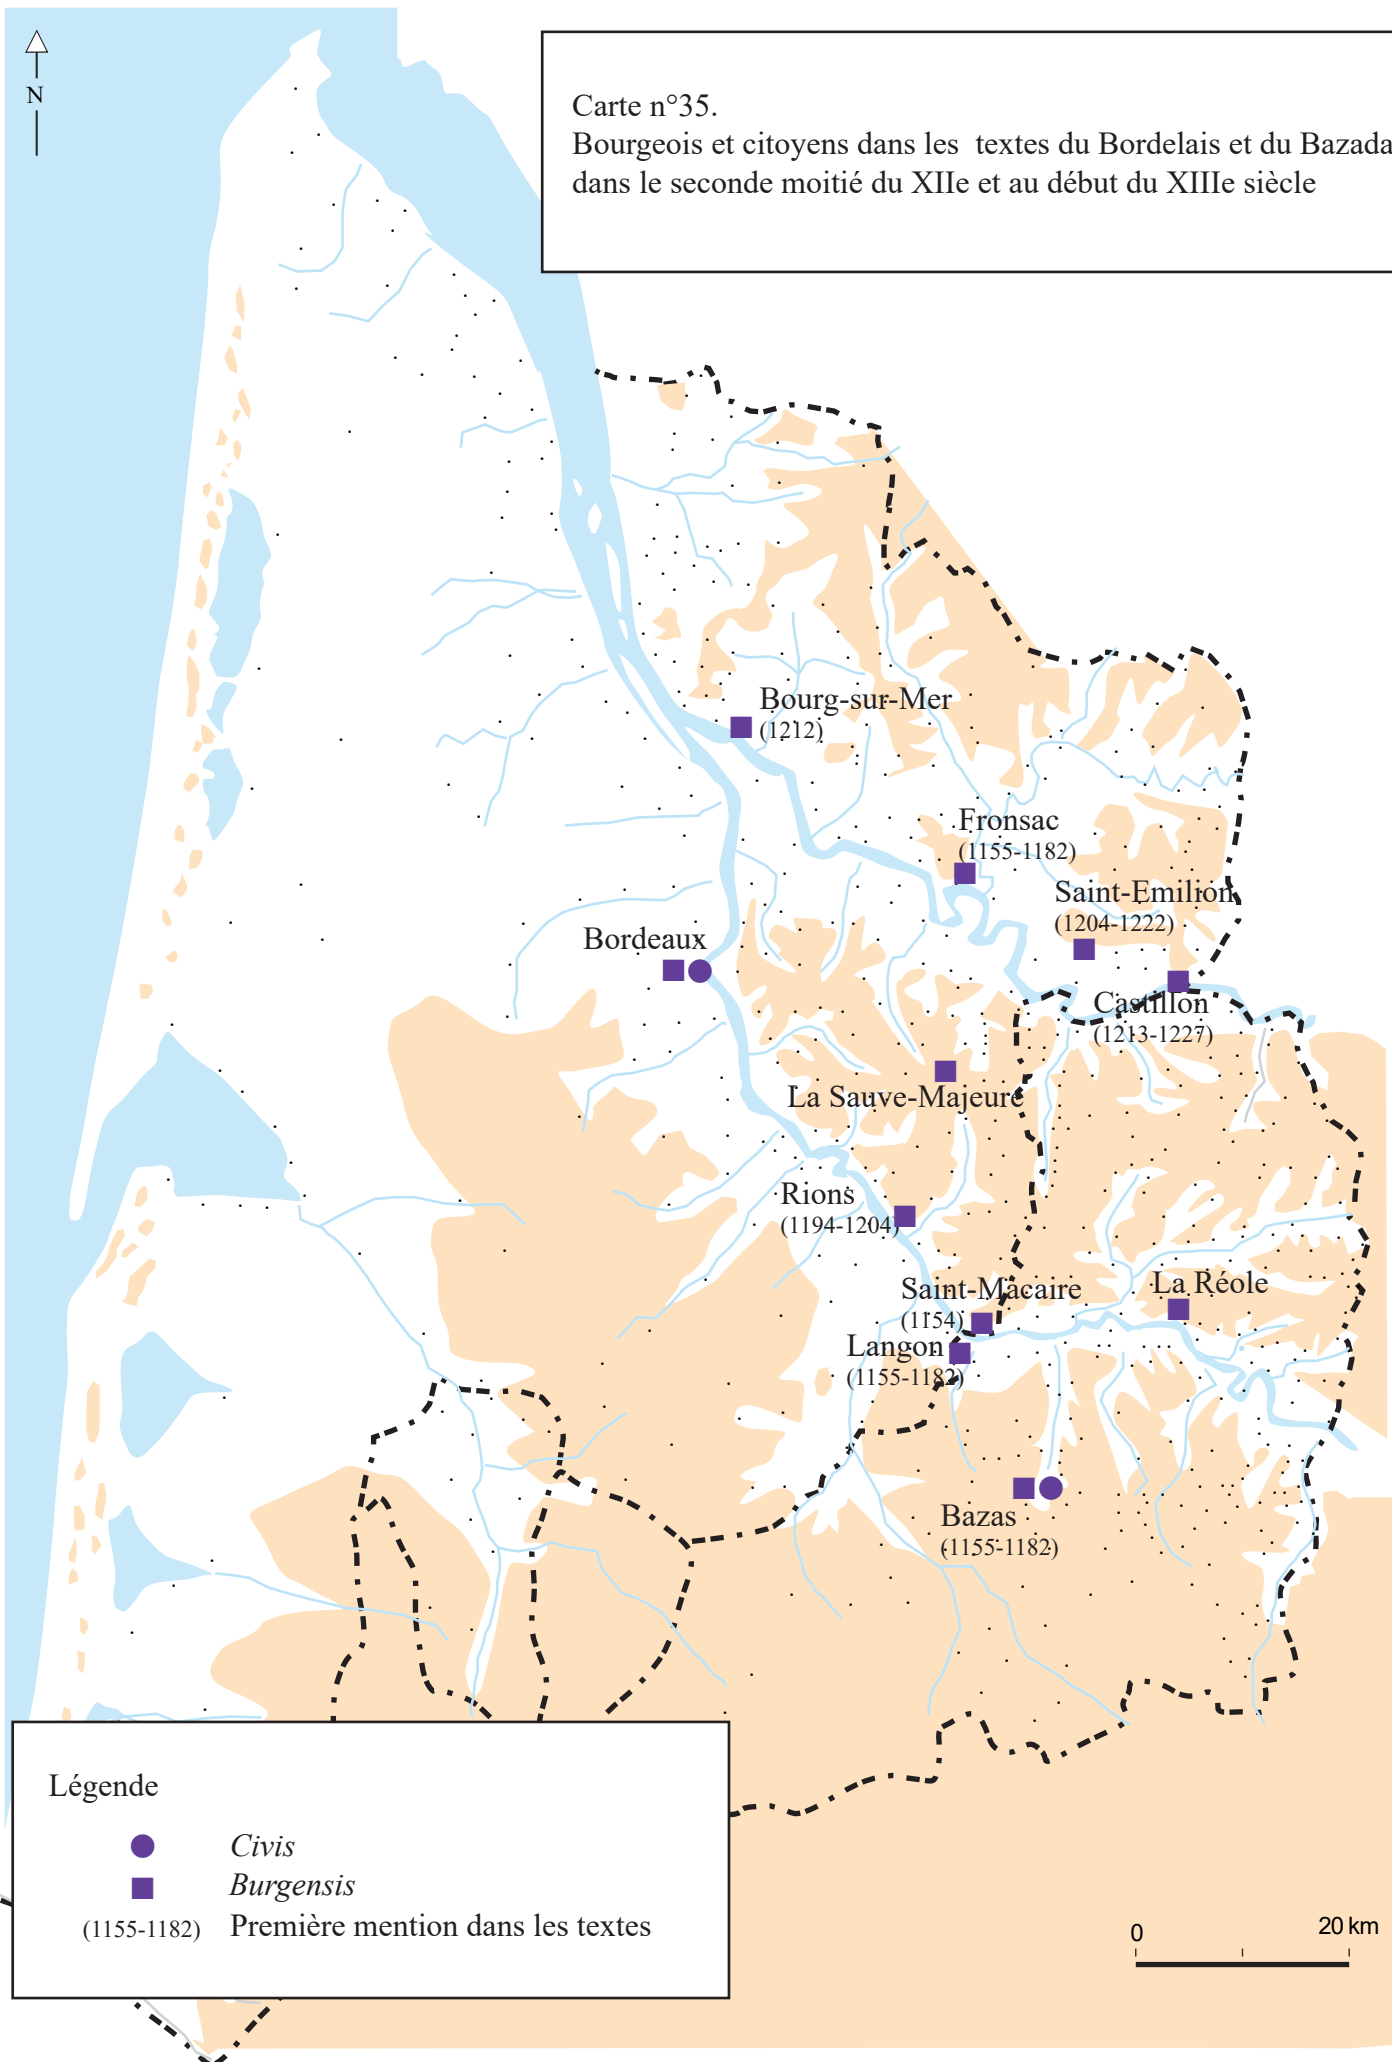 N
Carte n°35.
Bourgeois et citoyens dans les textes du Bordelais et du Bazada
dans le seconde moitié du XIIe et au début du XIIIe siècle
Bourg-sur-Mer
(1212)
Fronsac
(1155-1182)
Saint-Emilion
(1204-1222)
Bordeaux
Castillon
(1213-1227)
La Sauve-Majeure
Rions
(1194-1204)
La Réole
Saint-Macaire
(1154)
Langon
(1155-1182)
Bazas
(1155-1182)
Légende
Civis
Burgensis
(1155-1182) Première mention dans les textes
0 20 km